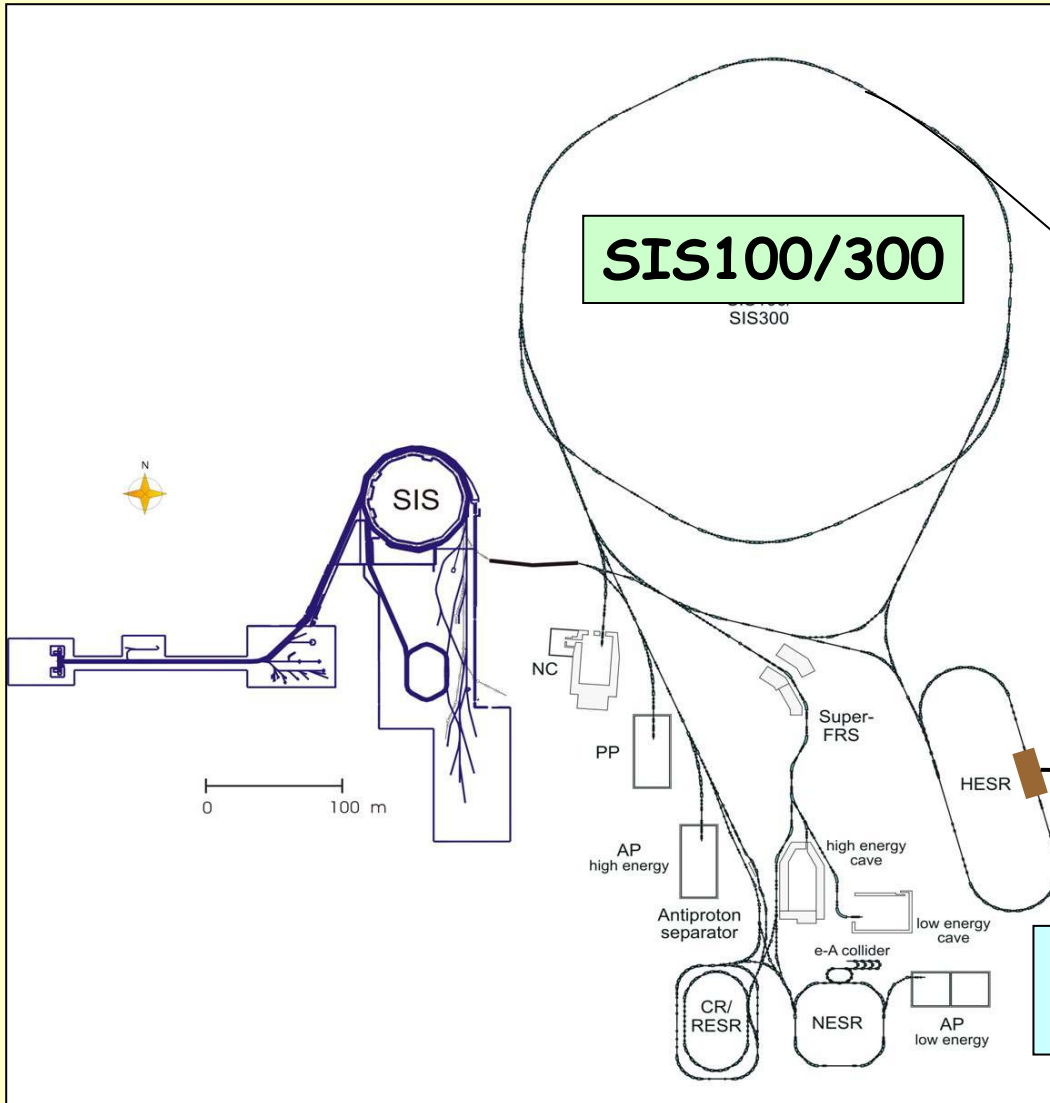 SIS100/300
SIS300
N
SIS
NC
Super-
FRS
PP
HESR
0 100 m
AP
high energy
high energy
cave
Antiproton
separator
low energy
cave
e-A collider
CR/
RESR
NESR
AP
low energy